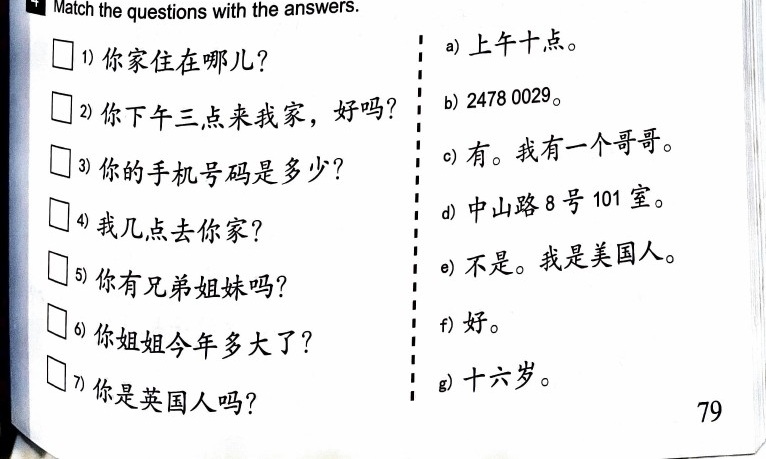 Match the questions with the answers.
1) 你家住在哪儿?
2) 你下午三点来我家，好吗?
3) 你的手机号码是多少?
4) 我几点去你家?
5) 你有兄弟姐妹吗?
6) 你姐姐今年多大了?
7) 你是英国人吗?
a) 上午十点。
b) 2478 0029。
c) 有。我有一个哥哥。
d) 中山路 8 号 101 室。
e) 不是。我是美国人。
f) 好。
g) 十六岁。
79